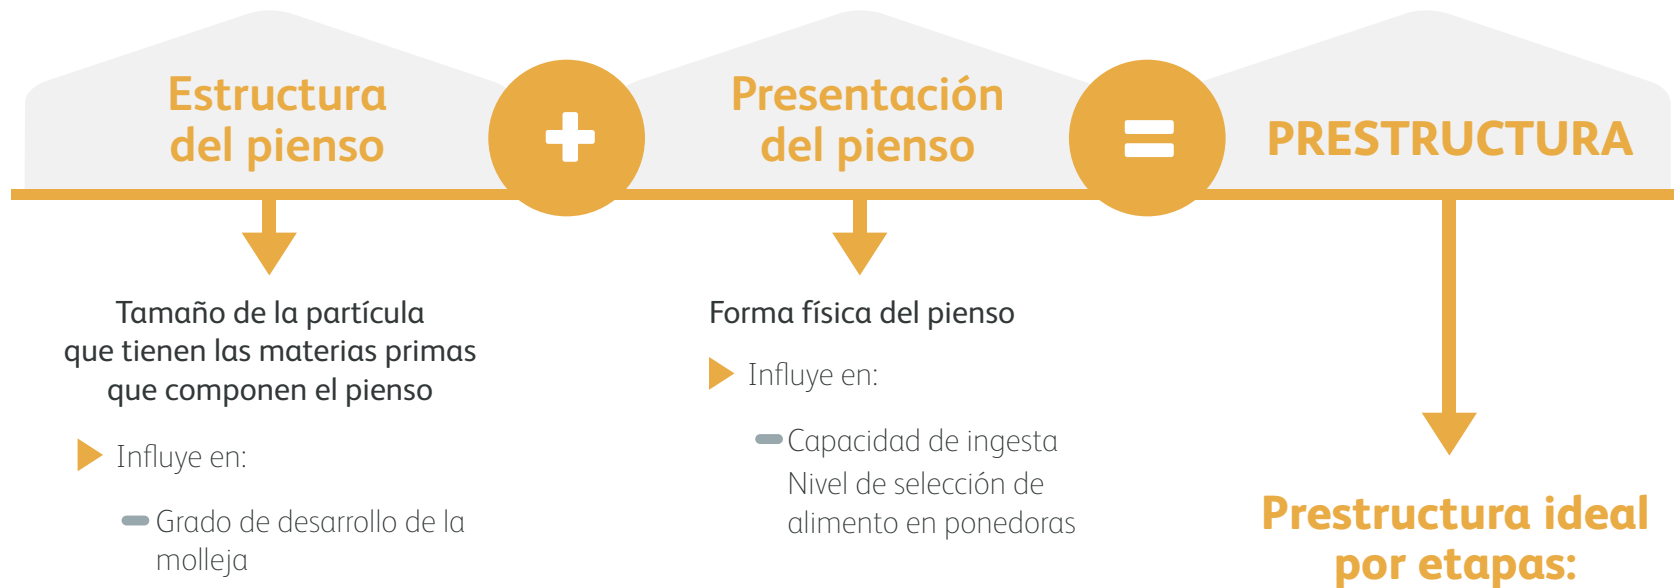 Estructura
del pienso
+
Presentación
del pienso
=
PRESTRUCTURA
Tamaño de la partícula
que tienen las materias primas
que componen el pienso
Influye en:
Grado de desarrollo de la
molleja
Forma física del pienso
Influye en:
Capacidad de ingesta
Nivel de selección de
alimento en ponedoras
Prestructura ideal
por etapas: